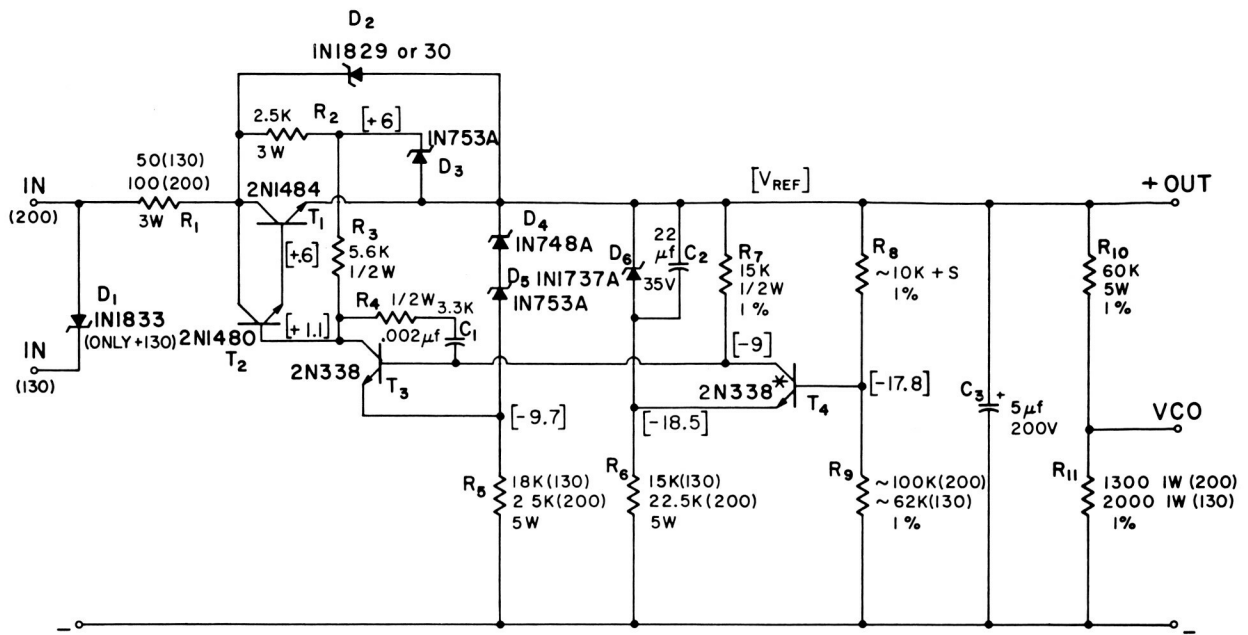 D2
1N1829 or 30
2.5K
R2
3W
[+6]
1N753A
D3
50(130)
100(200)
3W
R1
IN
(200)
2N1484
T1
[+.6]
R3
5.6K
1/2W
[VREF]
+ OUT
D4
1N748A
D5
1N753A
D6
1N1737A
35V
22
µf
C2
R7
15K
1/2W
1%
R8
~10K + S
1%
R10
60K
5W
1%
D1
1N1833
(ONLY +130)
IN
(130)
2N1480
T2
[+1.1]
R4
1/2W
3.3K
.002µf
C1
2N338
T3
[-9]
2N338*
T4
[-17.8]
[-9.7]
[-18.5]
C3
+
5µf
200V
VCO
R5
18K(130)
2 5K(200)
5W
R6
15K(130)
22.5K(200)
5W
R9
~100K(200)
~62K(130)
1%
R11
1300 1W (200)
2000 1W (130)
1%
–
–